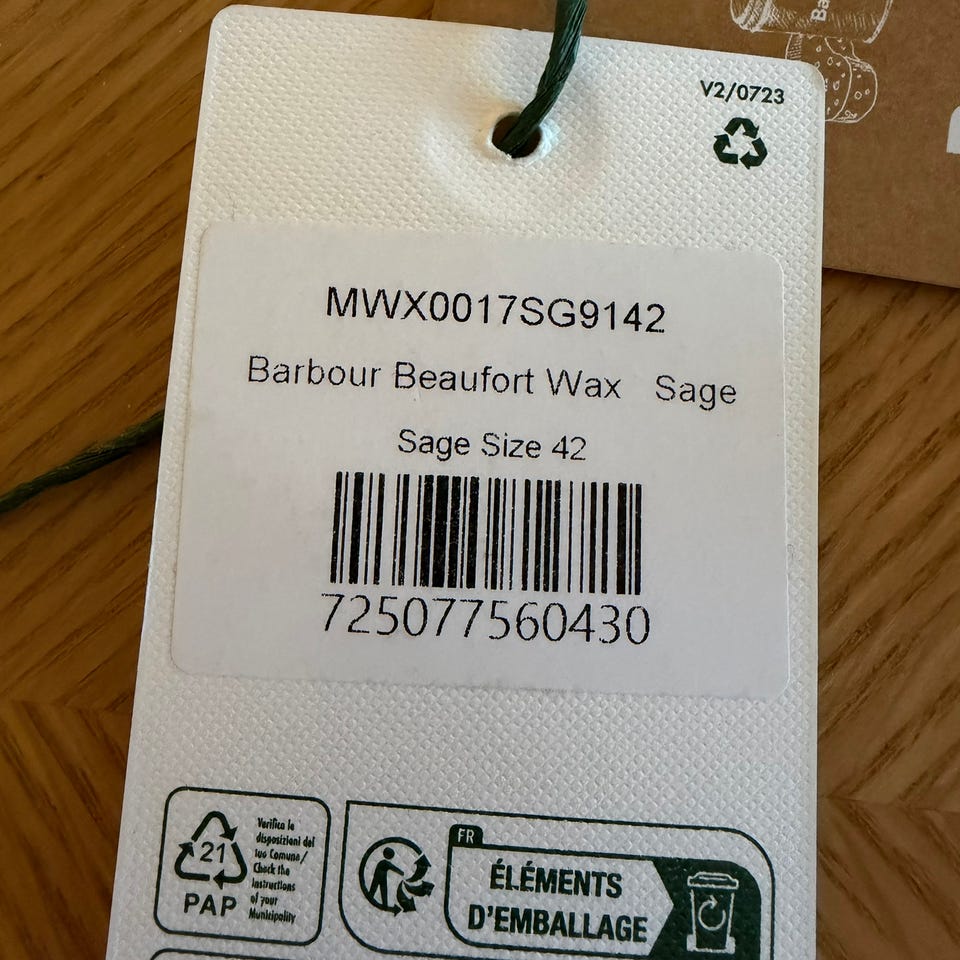 Ba
V2/0723
MWX0017SG9142
Barbour Beaufort Wax Sage
Sage Size 42
725077560430
21
PAP
Verifica le
disposizioni del
tuo Comune/
Check the
Instructions
of your
Municipality
FR
ÉLÉMENTS
D'EMBALLAGE